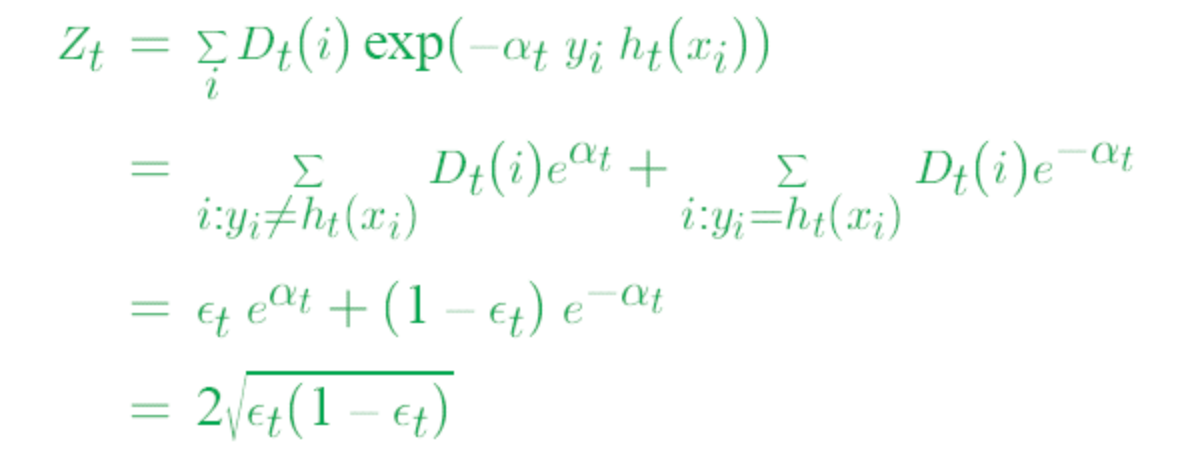 Z_t = ∑_i D_t(i) exp(−α_t y_i h_t(x_i))
= ∑_{i:y_i≠h_t(x_i)} D_t(i)e^{α_t} + ∑_{i:y_i=h_t(x_i)} D_t(i)e^{−α_t}
= ϵ_t e^{α_t} + (1 − ϵ_t) e^{−α_t}
= 2√(ϵ_t(1 − ϵ_t))